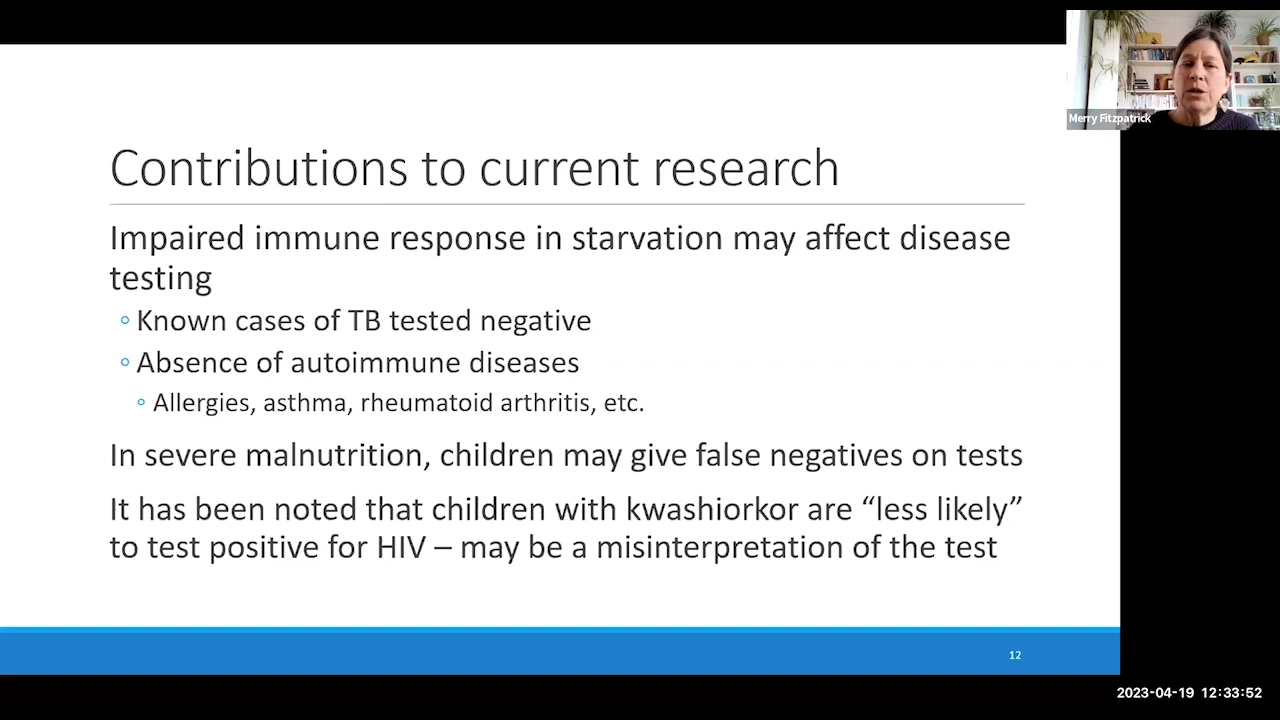 Merry Fitzpatrick
Contributions to current research
Impaired immune response in starvation may affect disease
testing
◦ Known cases of TB tested negative
◦ Absence of autoimmune diseases
◦ Allergies, asthma, rheumatoid arthritis, etc.
In severe malnutrition, children may give false negatives on tests
It has been noted that children with kwashiorkor are “less likely”
to test positive for HIV – may be a misinterpretation of the test
12
2023-04-19 12:33:52